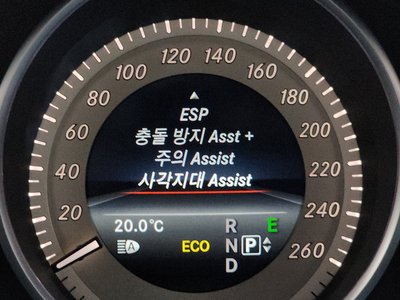 120 140
100 160
80 180
60 200
40 220
20 240
260
ESP
충돌 방지 Asst +
주의 Assist
사각지대 Assist
20.0°C
A
ECO
R
N
D
P
E